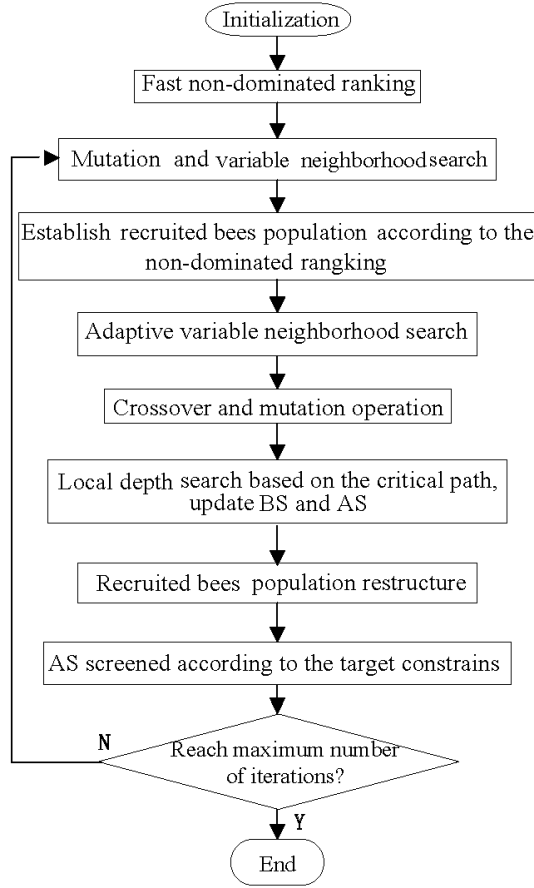 Initialization
Fast non-dominated ranking
Mutation and variable neighborhood search
Establish recruited bees population according to the
non-dominated rangking
Adaptive variable neighborhood search
Crossover and mutation operation
Local depth search based on the critical path,
update BS and AS
Recruited bees population restructure
AS screened according to the target constrains
N
Reach maximum number
of iterations?
Y
End